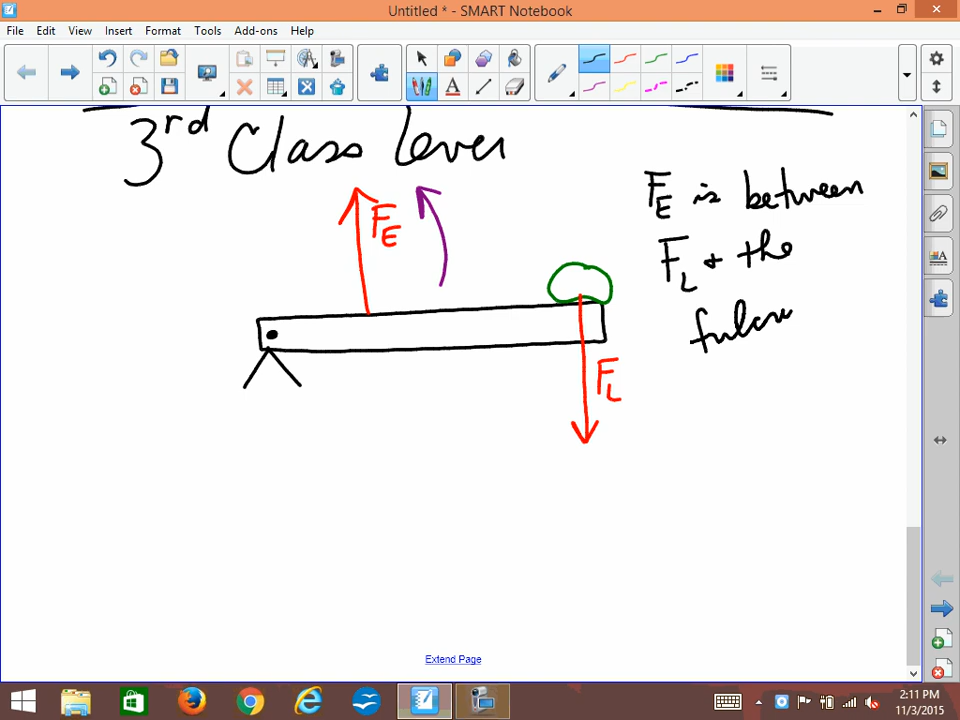 Untitled * - SMART Notebook
File Edit View Insert Format Tools Add-ons Help
3rd Class Lever
FE is between
FE
FL & the
fulcru
FL
Extend Page
2:11 PM
11/3/2015